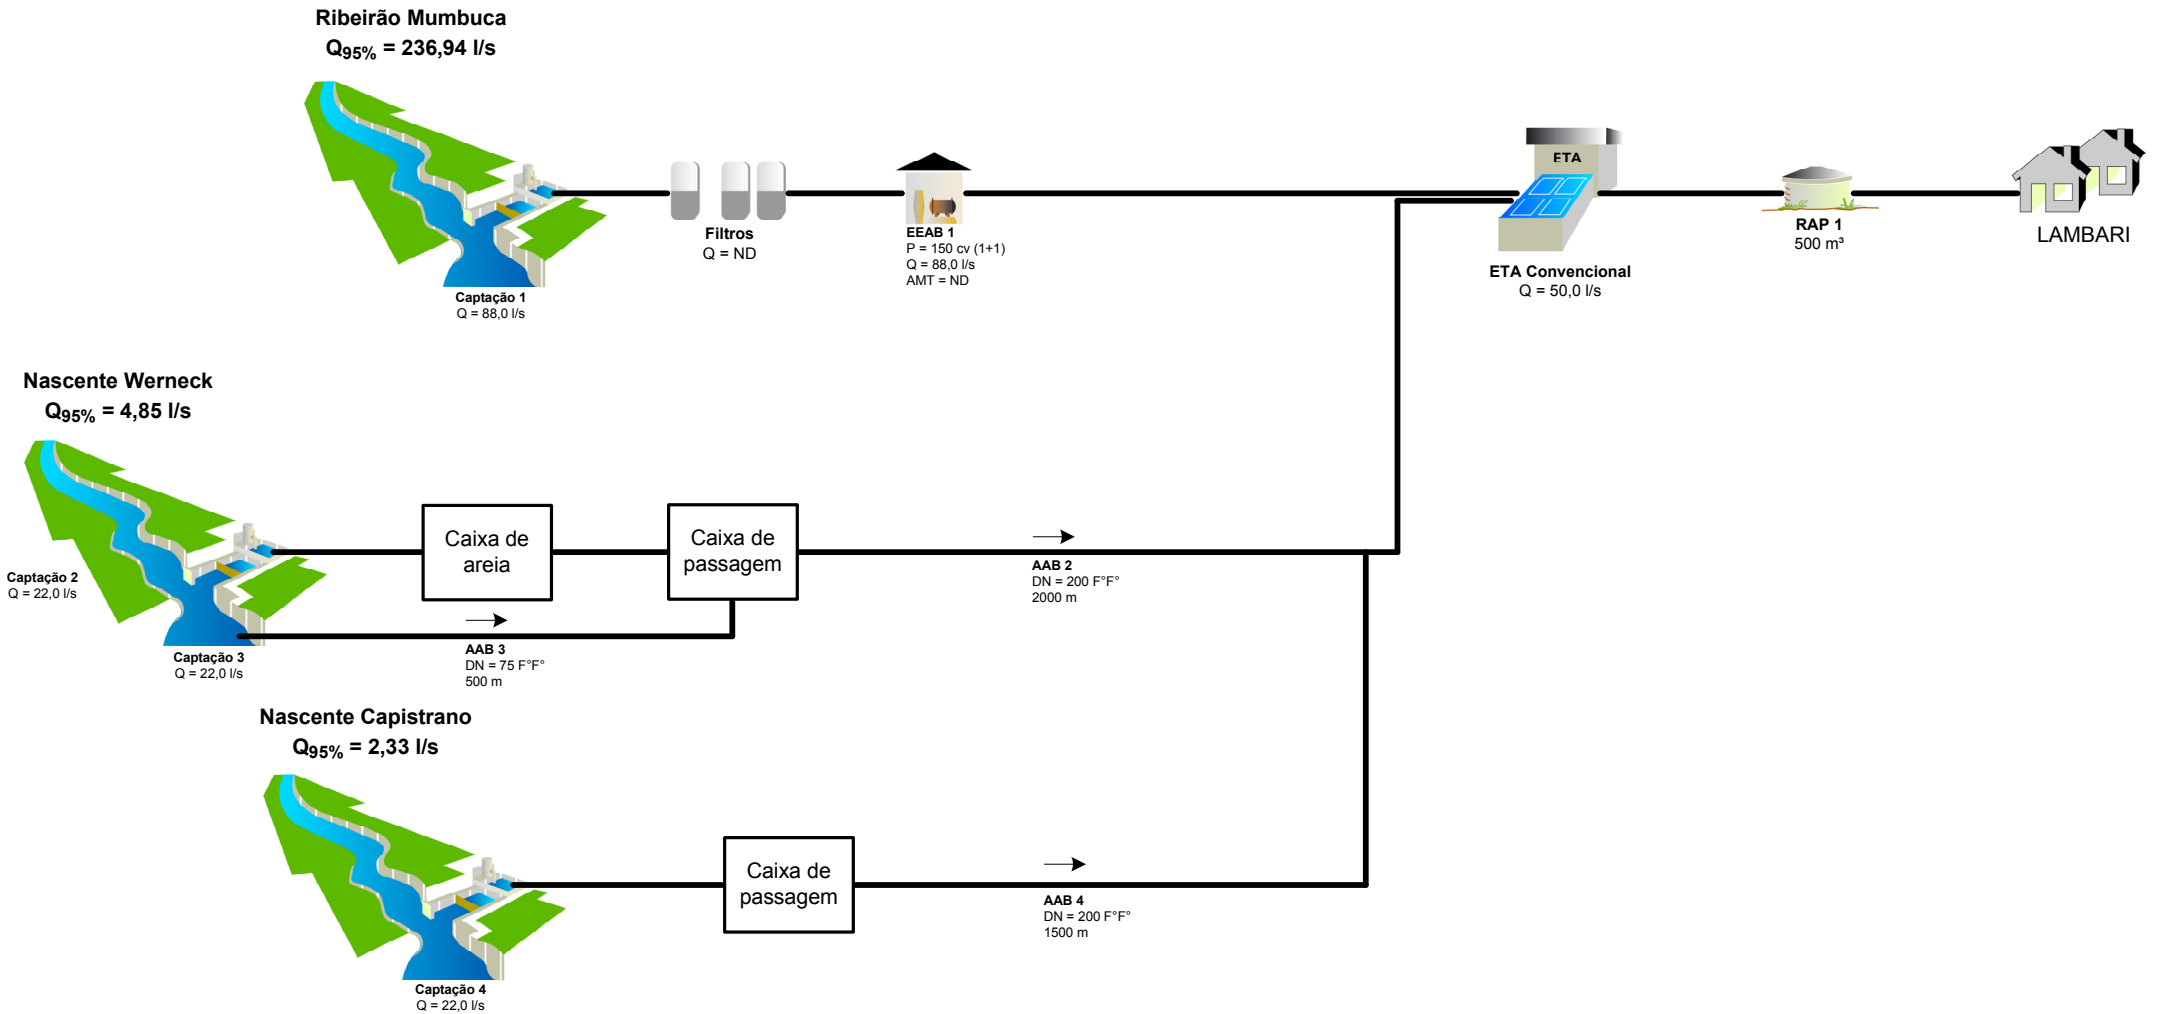 Ribeirão Mumbuca
Q95% = 236,94 l/s
ETA
Filtros
Q = ND
EEAB 1
P = 150 cv (1+1)
Q = 88,0 l/s
AMT = ND
ETA Convencional
Q = 50,0 l/s
RAP 1
500 m³
LAMBARI
Captação 1
Q = 88,0 l/s
Nascente Werneck
Q95% = 4,85 l/s
Caixa de
areia
Caixa de
passagem
AAB 2
DN = 200 F°F°
2000 m
Captação 2
Q = 22,0 l/s
AAB 3
DN = 75 F°F°
500 m
Captação 3
Q = 22,0 l/s
Nascente Capistrano
Q95% = 2,33 l/s
Caixa de
passagem
AAB 4
DN = 200 F°F°
1500 m
Captação 4
Q = 22,0 l/s